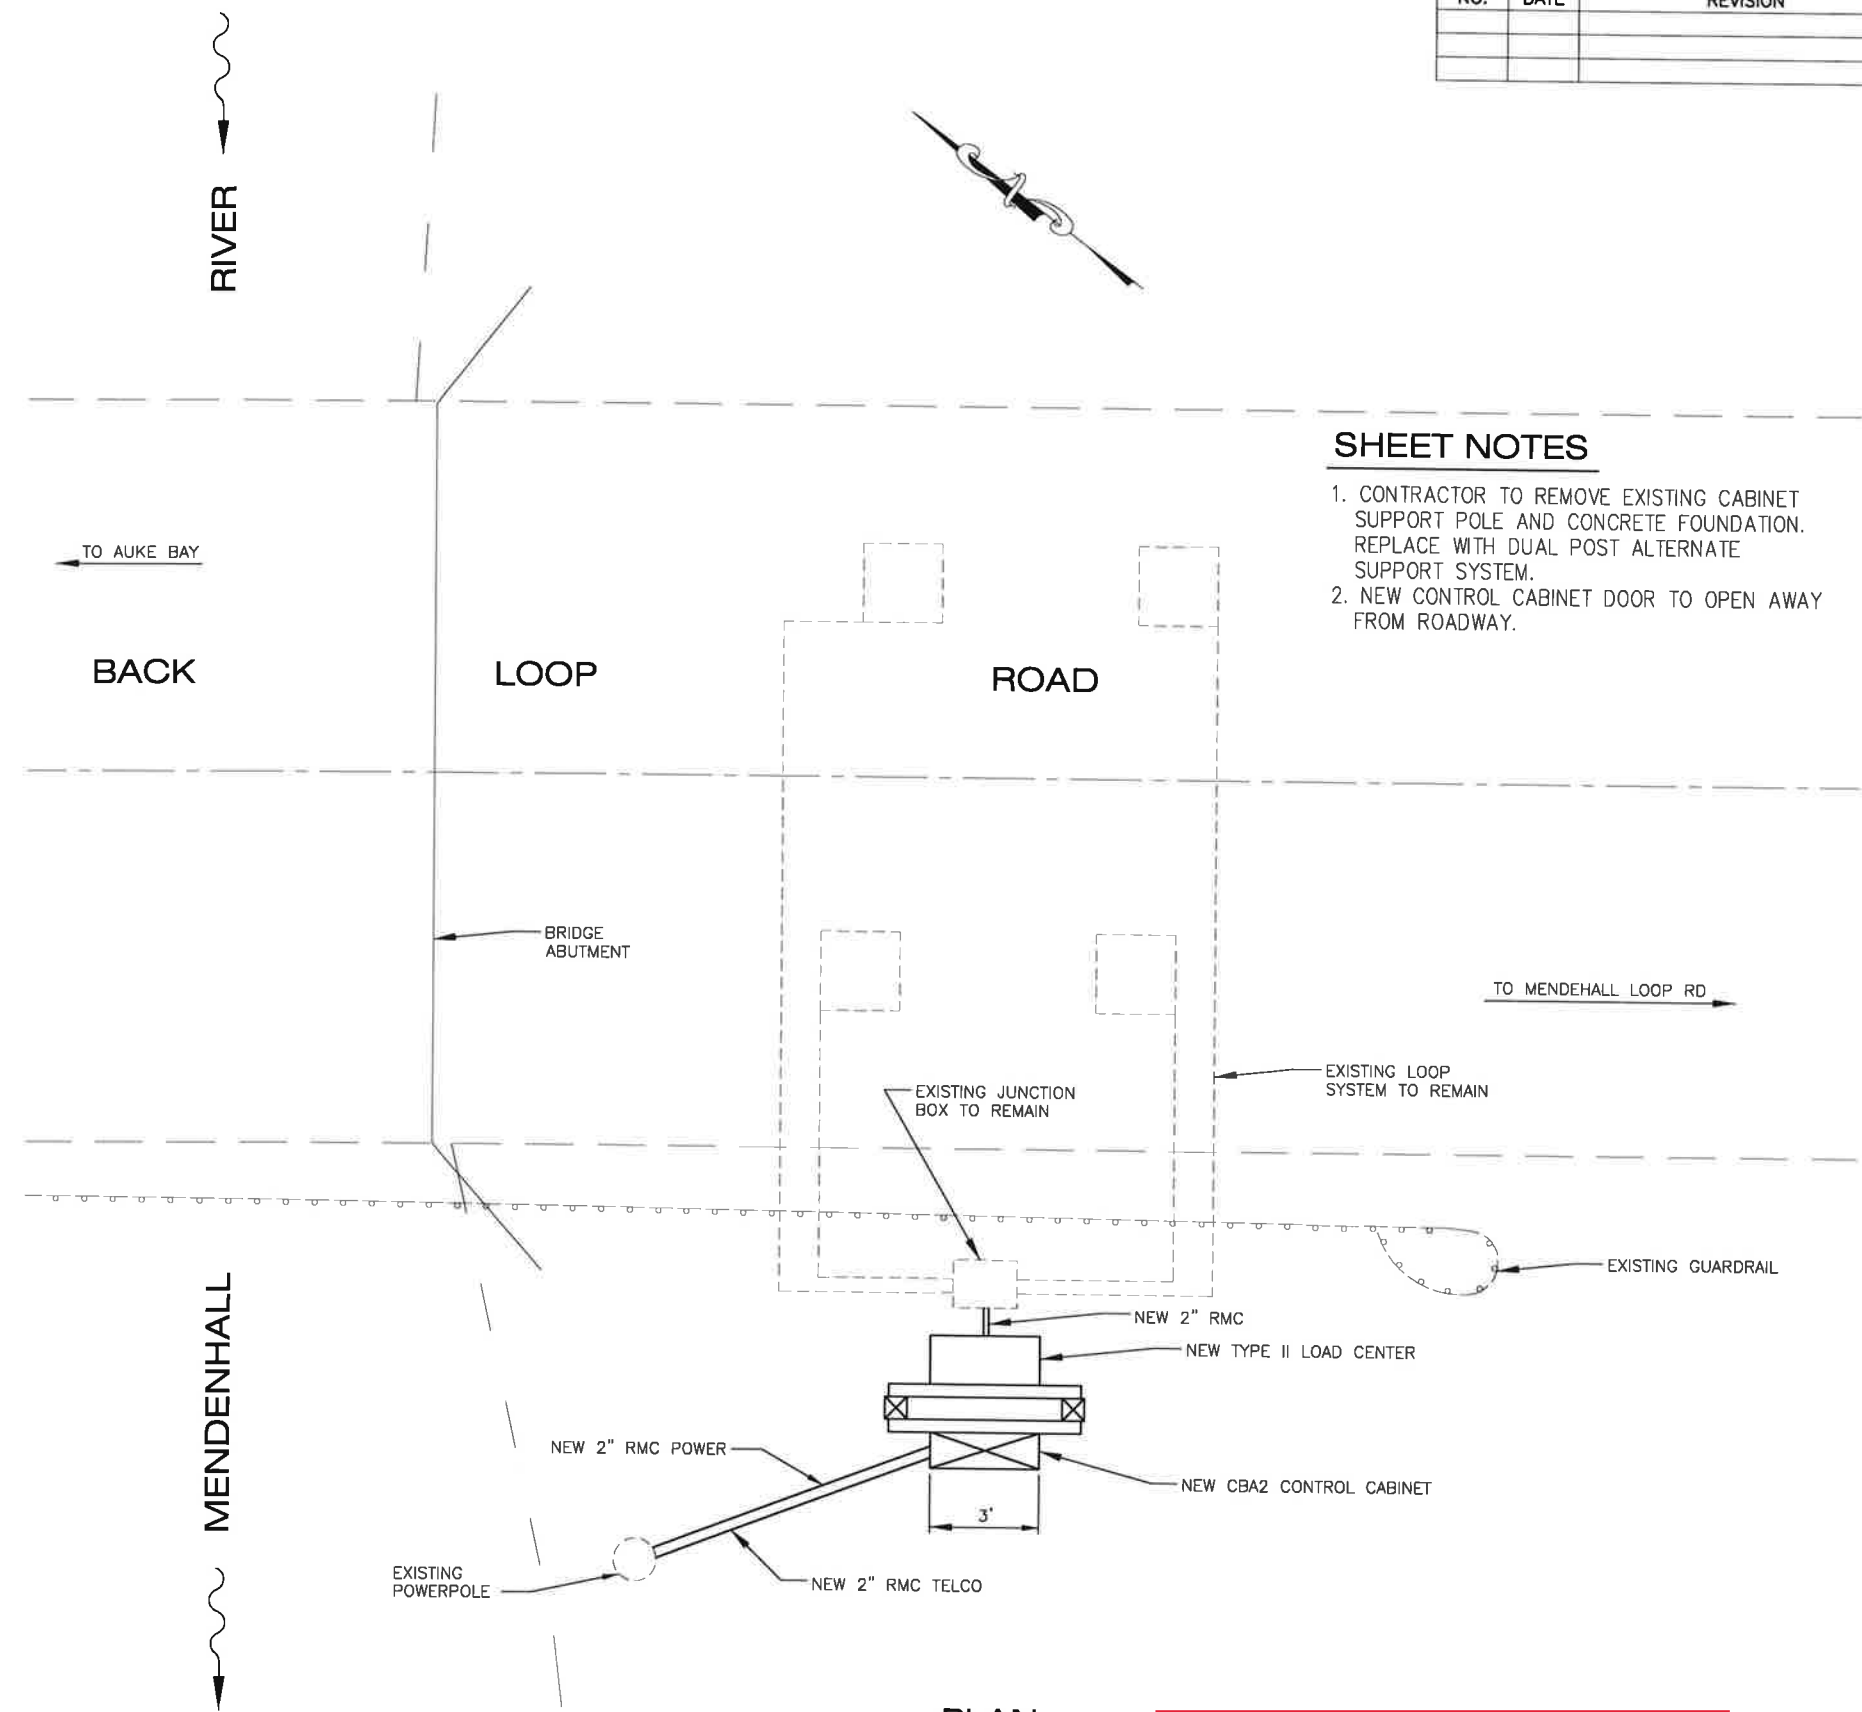 NO. DATE REVISION
RIVER
SHEET NOTES
1. CONTRACTOR TO REMOVE EXISTING CABINET
SUPPORT POLE AND CONCRETE FOUNDATION.
REPLACE WITH DUAL POST ALTERNATE
SUPPORT SYSTEM.
2. NEW CONTROL CABINET DOOR TO OPEN AWAY
FROM ROADWAY.
TO AUKE BAY
BACK LOOP ROAD
BRIDGE
ABUTMENT
TO MENDEHALL LOOP RD
EXISTING LOOP
SYSTEM TO REMAIN
EXISTING JUNCTION
BOX TO REMAIN
EXISTING GUARDRAIL
NEW 2" RMC
NEW TYPE II LOAD CENTER
MENDENHALL
NEW 2" RMC POWER
NEW CBA2 CONTROL CABINET
3'
EXISTING
POWERPOLE
NEW 2" RMC TELCO
PLAN